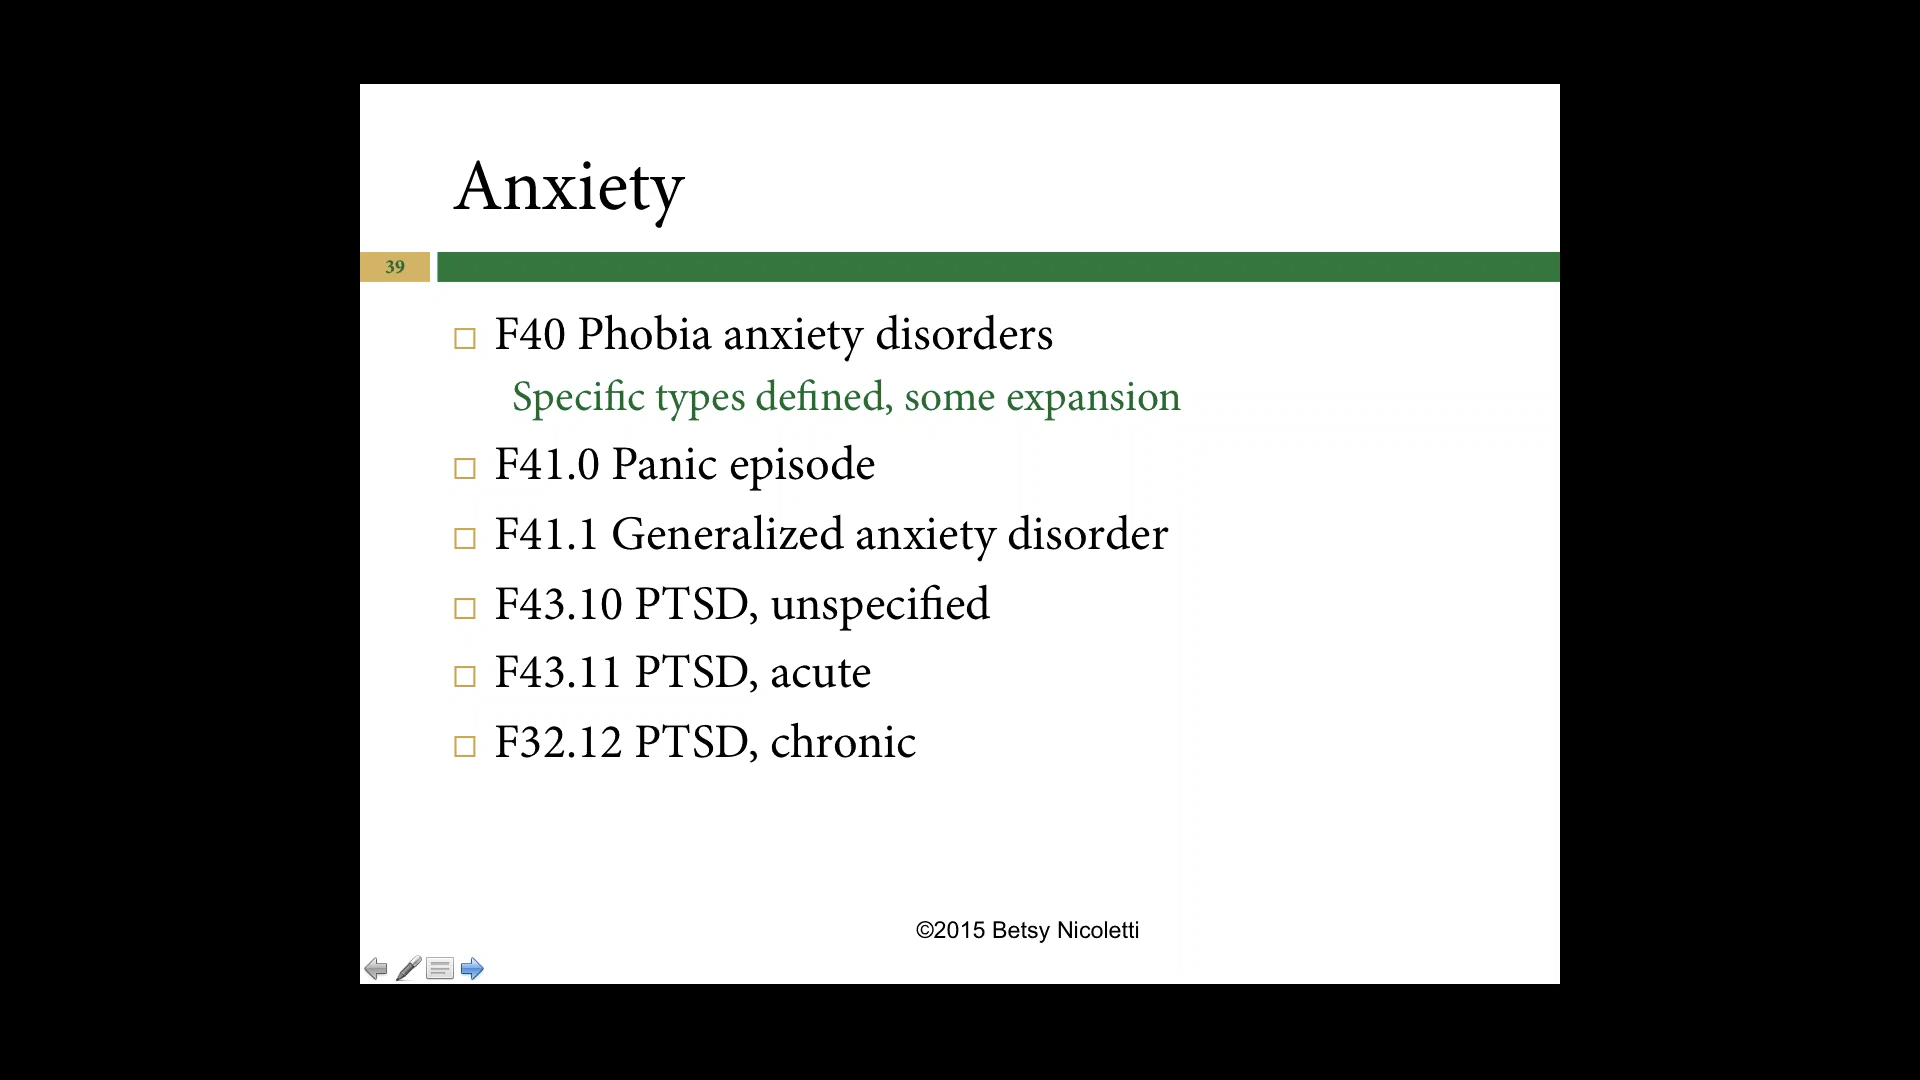 Anxiety
39
F40 Phobia anxiety disorders
Specific types defined, some expansion
F41.0 Panic episode
F41.1 Generalized anxiety disorder
F43.10 PTSD, unspecified
F43.11 PTSD, acute
F32.12 PTSD, chronic
©2015 Betsy Nicoletti